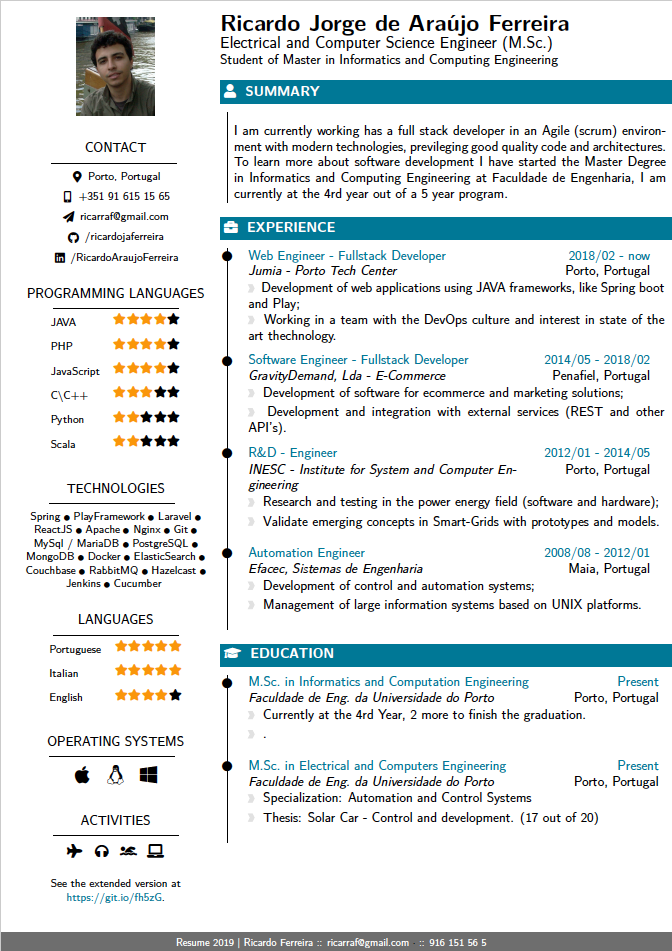 Ricardo Jorge de Araújo Ferreira
Electrical and Computer Science Engineer (M.Sc.)
Student of Master in Informatics and Computing Engineering
CONTACT
Porto, Portugal
+351 91 615 15 65
ricarraf@gmail.com
/ricardojaferreira
/RicardoAraujoFerreira
PROGRAMMING LANGUAGES
JAVA
PHP
JavaScript
C\C++
Python
Scala
TECHNOLOGIES
Spring ● PlayFramework ● Laravel ●
ReactJS ● Apache ● Nginx ● Git ●
MySql / MariaDB ● PostgreSQL ●
MongoDB ● Docker ● ElasticSearch ●
Couchbase ● RabbitMQ ● Hazelcast ●
Jenkins ● Cucumber
LANGUAGES
Portuguese
Italian
English
OPERATING SYSTEMS
ACTIVITIES
See the extended version at
https://git.io/fh5zG.
SUMMARY
I am currently working has a full stack developer in an Agile (scrum) environ-
ment with modern technologies, previleging good quality code and architectures.
To learn more about software development I have started the Master Degree
in Informatics and Computing Engineering at Faculdade de Engenharia, I am
currently at the 4rd year out of a 5 year program.
EXPERIENCE
Web Engineer - Fullstack Developer 2018/02 - now
Jumia - Porto Tech Center Porto, Portugal
Development of web applications using JAVA frameworks, like Spring boot
and Play;
Working in a team with the DevOps culture and interest in state of the
art thechnology.
Software Engineer - Fullstack Developer 2014/05 - 2018/02
GravityDemand, Lda - E-Commerce Penafiel, Portugal
Development of software for ecommerce and marketing solutions;
Development and integration with external services (REST and other
API's).
R&D - Engineer 2012/01 - 2014/05
INESC - Institute for System and Computer En- Porto, Portugal
gineering
Research and testing in the power energy field (software and hardware);
Validate emerging concepts in Smart-Grids with prototypes and models.
Automation Engineer 2008/08 - 2012/01
Efacec, Sistemas de Engenharia Maia, Portugal
Development of control and automation systems;
Management of large information systems based on UNIX platforms.
EDUCATION
M.Sc. in Informatics and Computation Engineering Present
Faculdade de Eng. da Universidade do Porto Porto, Portugal
Currently at the 4rd Year, 2 more to finish the graduation.
.
M.Sc. in Electrical and Computers Engineering Present
Faculdade de Eng. da Universidade do Porto Porto, Portugal
Specialization: Automation and Control Systems
Thesis: Solar Car - Control and development. (17 out of 20)
Resume 2019 | Ricardo Ferreira :: ricarraf@gmail.com - :: 916 151 56 5